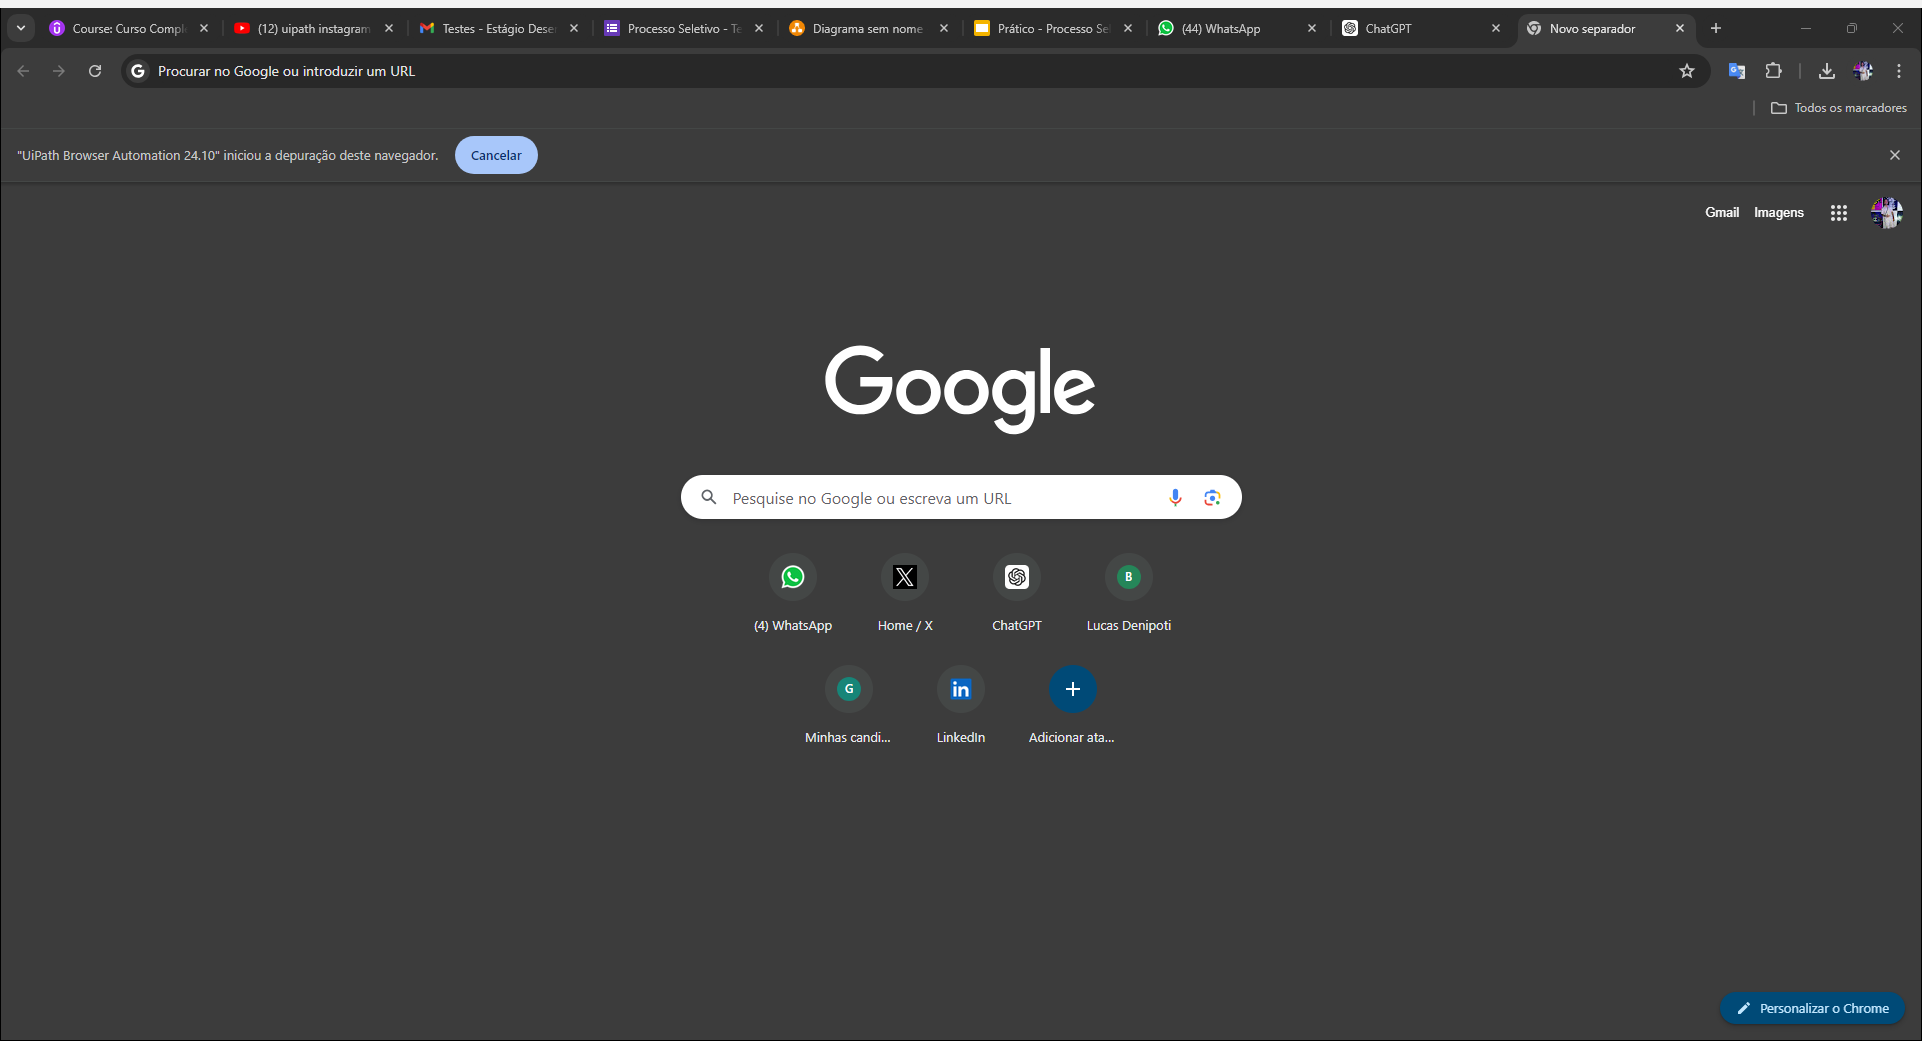 Course: Curso Compl
(12) uipath instagram
Testes - Estágio Deser
Processo Seletivo - Te
Diagrama sem nome
Prático - Processo Sel
(44) WhatsApp
ChatGPT
Novo separador
G Procurar no Google ou introduzir um URL
Todos os marcadores
"UiPath Browser Automation 24.10" iniciou a depuração deste navegador. Cancelar
Gmail Imagens
Google
Pesquise no Google ou escreva um URL
B
(4) WhatsApp Home / X ChatGPT Lucas Denipoti
G in
Minhas candi... LinkedIn Adicionar ata...
Personalizar o Chrome